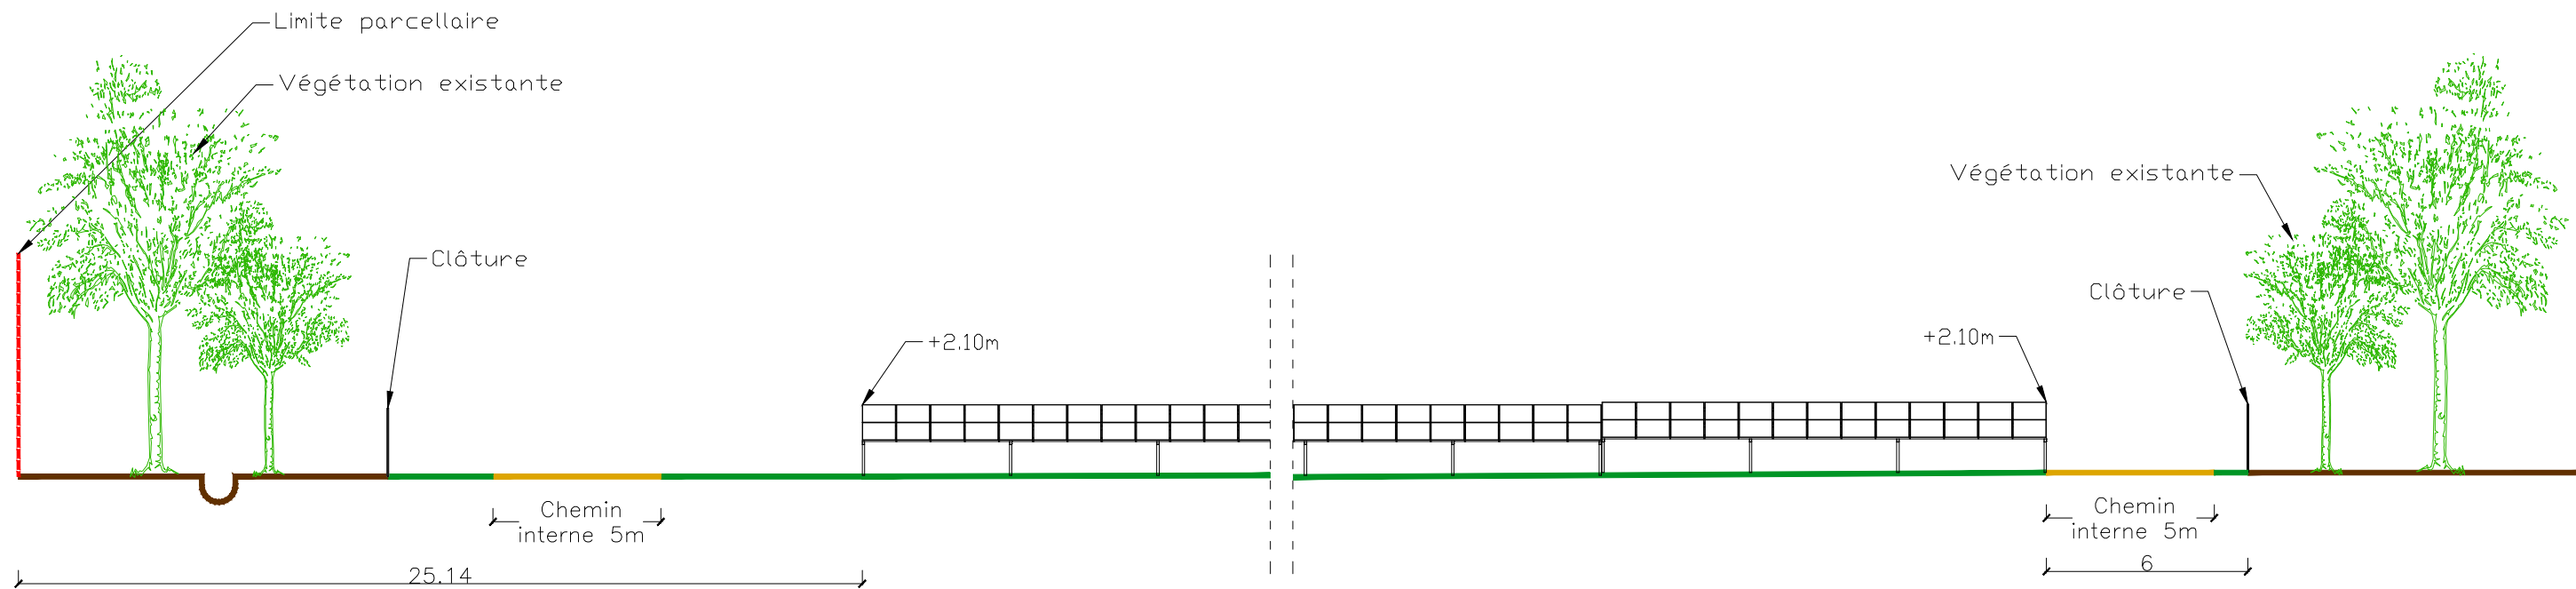 Limite parcellaire
Végétation existante
Végétation existante
Clôture
Clôture
+2.10m
+2.10m
Chemin
interne 5m
Chemin
interne 5m
25.14
6